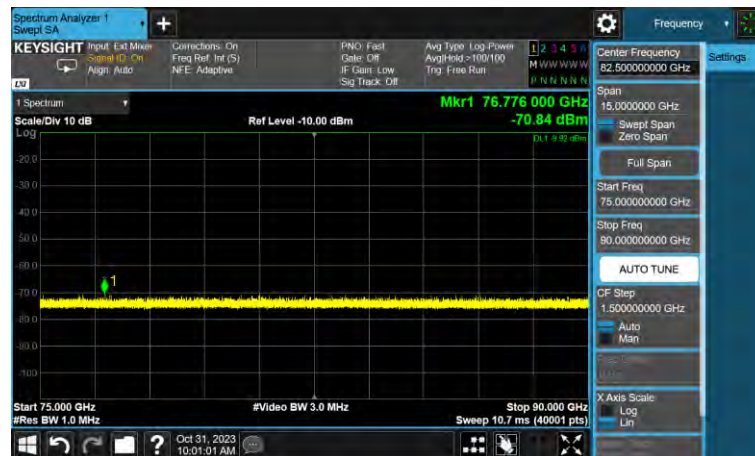 Spectrum Analyzer 1
Swept SA
Frequency
KEYSIGHT
Input: Ext Mixer
Signal ID: On
Align: Auto
Corrections: On
Freq Ref: Int (S)
NFE: Adaptive
PNO: Fast
Gate: Off
IF Gain: Low
Sig Track: Off
Avg Type: Log-Power
Avg|Hold:>100/100
Trig: Free Run
1 2 3 4 5 6
M W W W W W
P N N N N N
LXI
1 Spectrum
Scale/Div 10 dB
Ref Level -10.00 dBm
Mkr1 76.776 000 GHz
-70.84 dBm
Log
DL1 -9.92 dBm
-20.0
-30.0
-40.0
-50.0
-60.0
-70.0
-80.0
-90.0
-100
1
Start 75.000 GHz
#Video BW 3.0 MHz
Stop 90.000 GHz
#Res BW 1.0 MHz
Sweep 10.7 ms (40001 pts)
?
Oct 31, 2023
10:01:01 AM
Center Frequency
82.500000000 GHz
Settings
Span
15.0000000 GHz
Swept Span
Zero Span
Full Span
Start Freq
75.000000000 GHz
Stop Freq
90.000000000 GHz
AUTO TUNE
CF Step
1.500000000 GHz
Auto
Man
X Axis Scale
Log
Lin